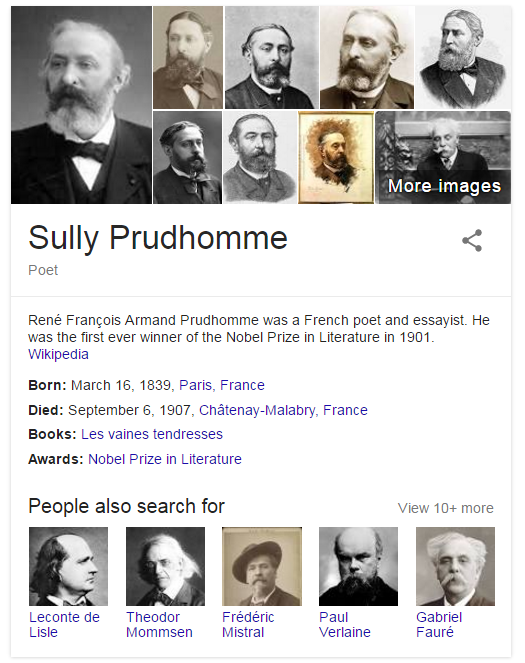 More images
Sully Prudhomme
Poet
René François Armand Prudhomme was a French poet and essayist. He
was the first ever winner of the Nobel Prize in Literature in 1901.
Wikipedia
Born: March 16, 1839, Paris, France
Died: September 6, 1907, Châtenay-Malabry, France
Books: Les vaines tendresses
Awards: Nobel Prize in Literature
People also search for
View 10+ more
Leconte de
Lisle
Theodor
Mommsen
Frédéric
Mistral
Paul
Verlaine
Gabriel
Fauré